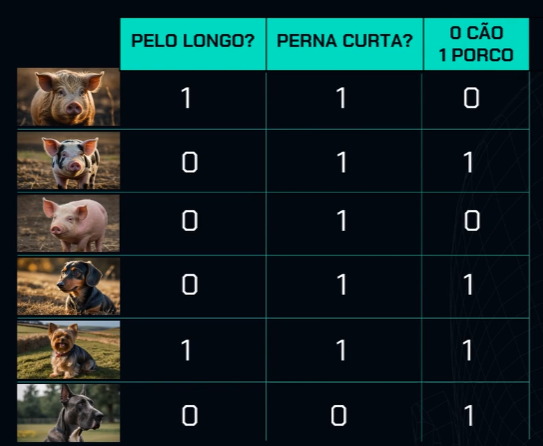 PELO LONGO? PERNA CURTA? 0 CÃO
1 PORCO
1 1 0
0 1 1
0 1 0
0 1 1
1 1 1
0 0 1